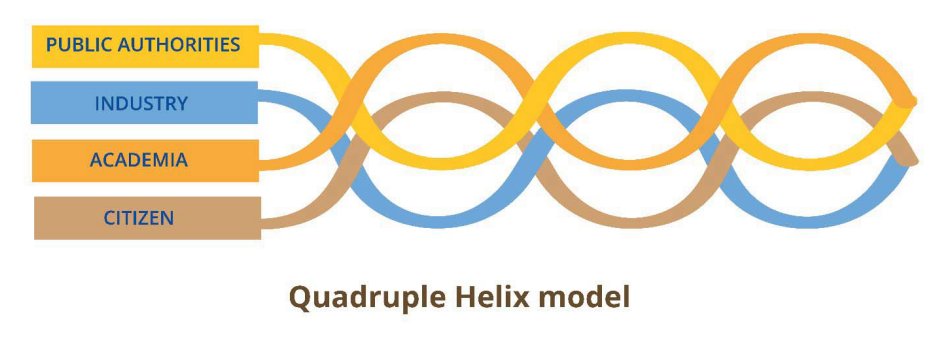 PUBLIC AUTHORITIES
INDUSTRY
ACADEMIA
CITIZEN
Quadruple Helix model